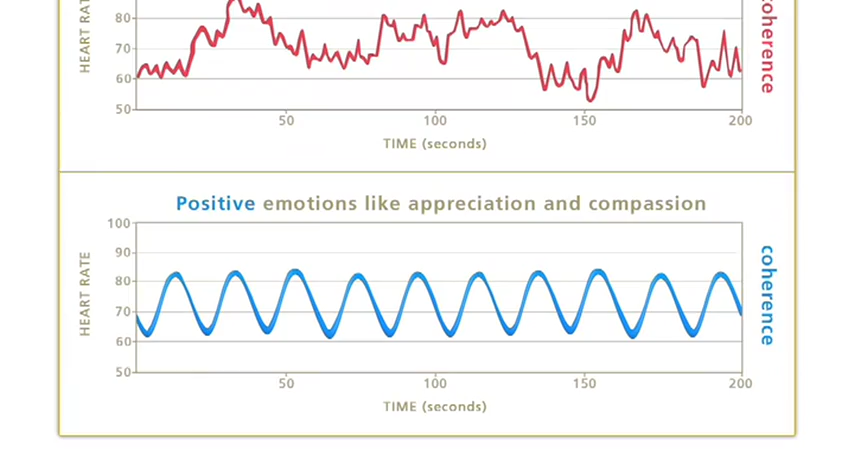 80
70
60
50
50 100 150 200
TIME (seconds)
Positive emotions like appreciation and compassion
100
90
80
70
60
50
HEART RATE
coherence
50 100 150 200
TIME (seconds)